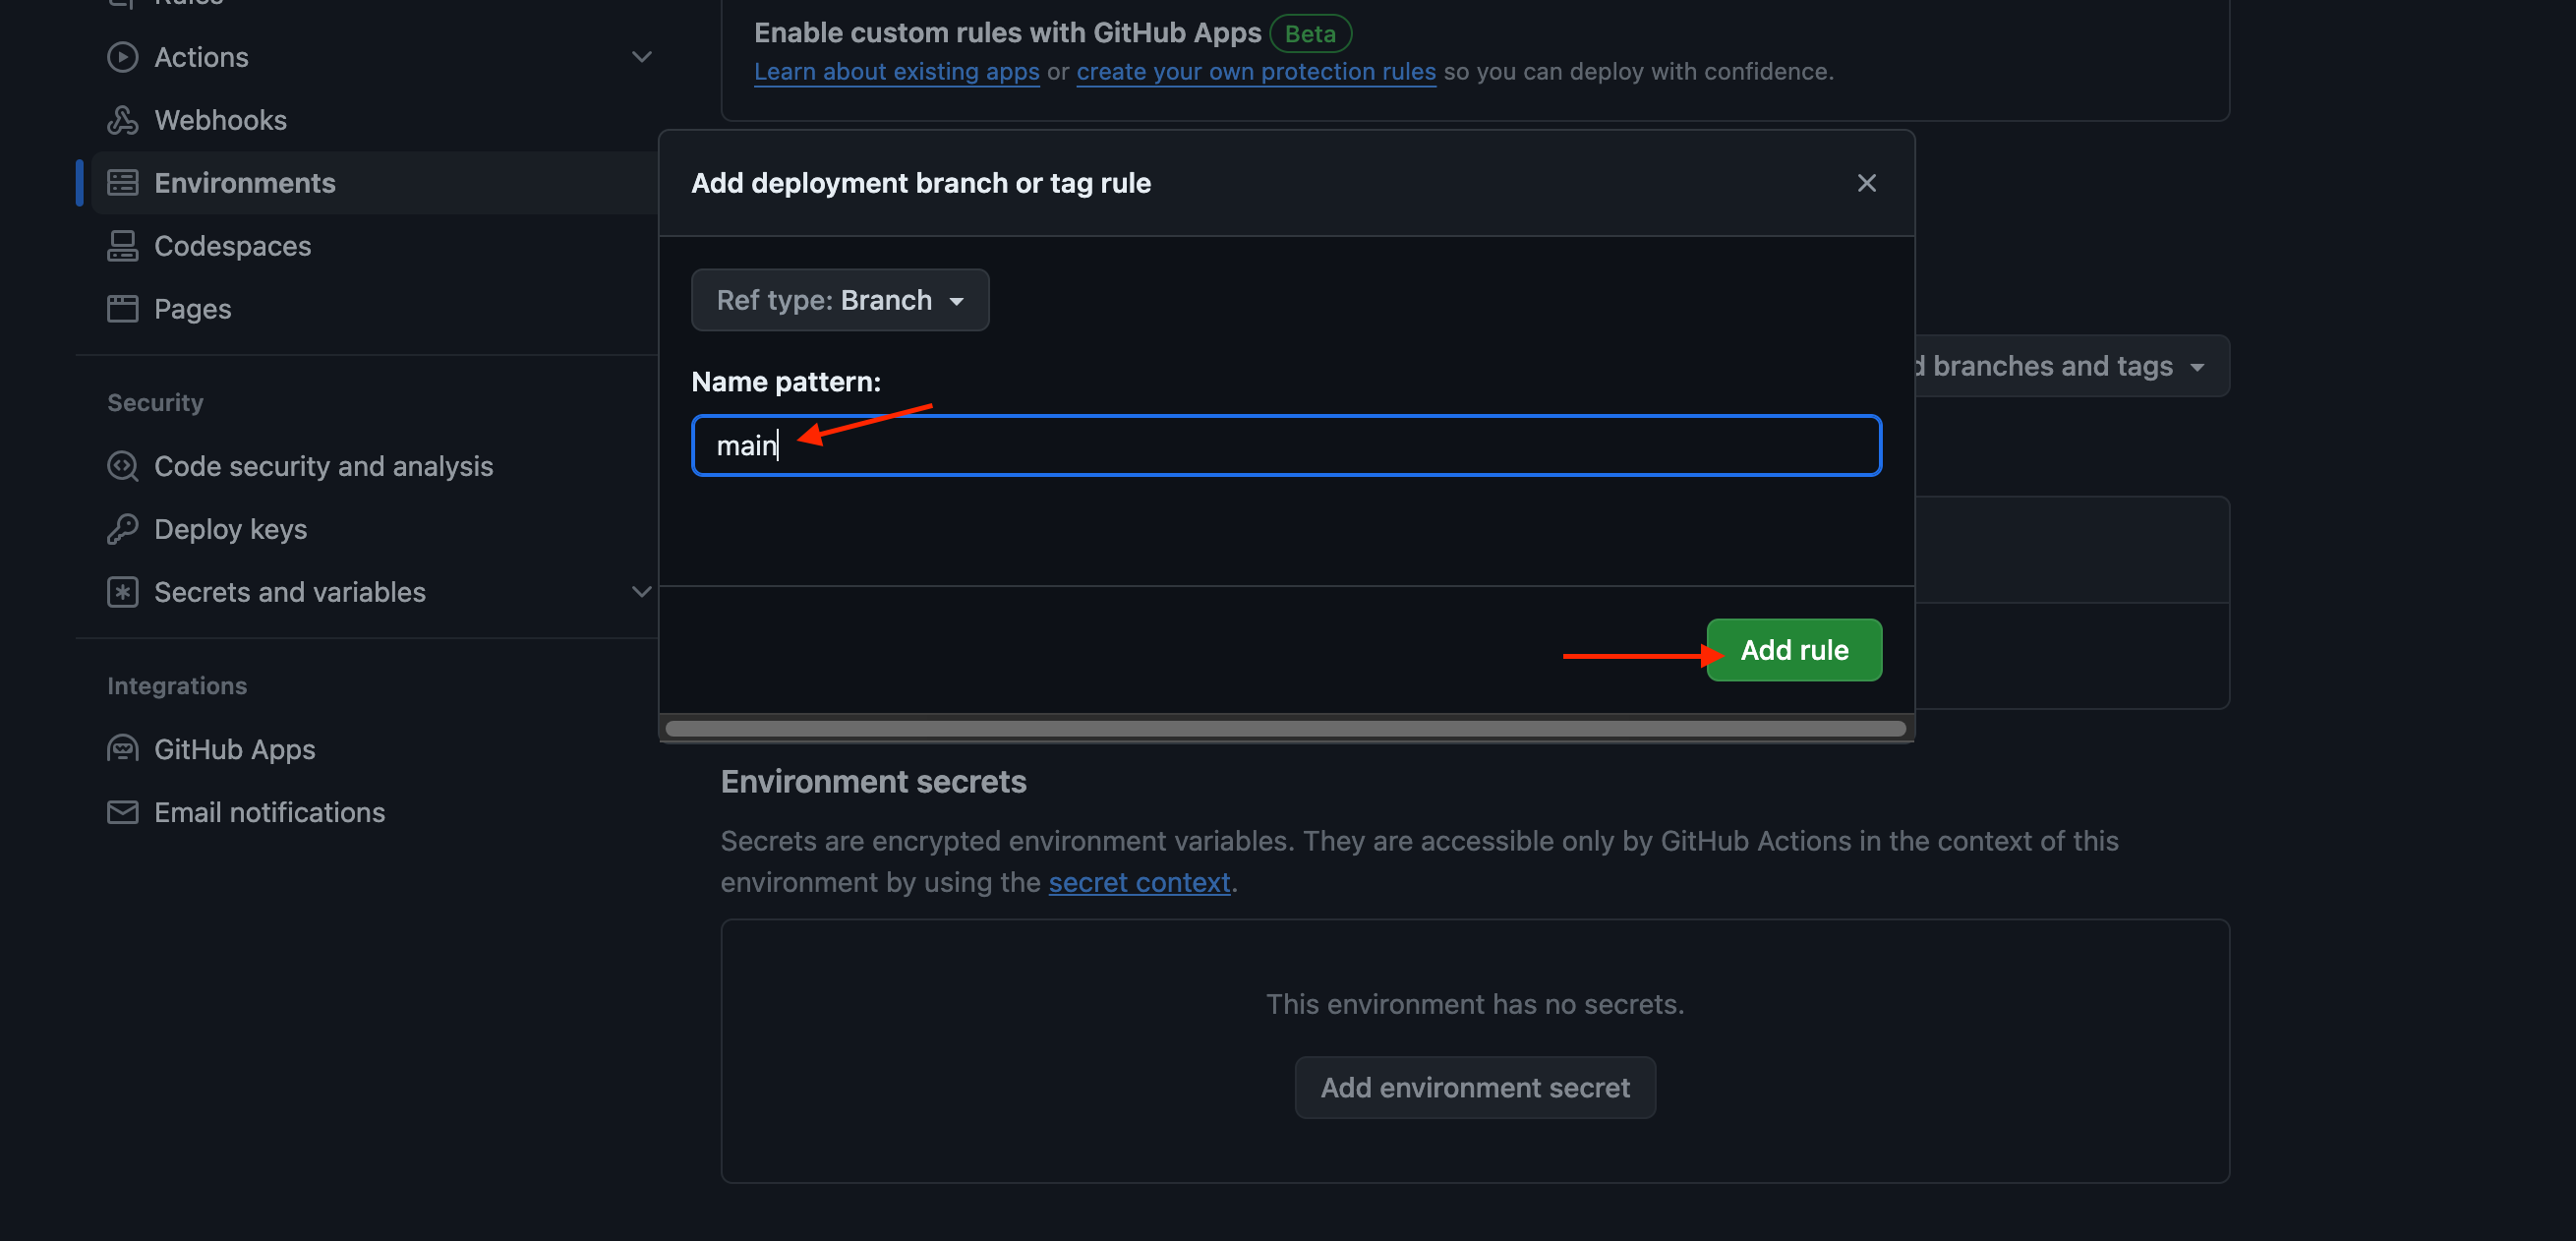 Rules
Actions
Webhooks
Environments
Codespaces
Pages
Security
Code security and analysis
Deploy keys
Secrets and variables
Integrations
GitHub Apps
Email notifications
Enable custom rules with GitHub Apps Beta
Learn about existing apps or create your own protection rules so you can deploy with confidence.
Add deployment branch or tag rule
Ref type: Branch
branches and tags
Name pattern:
main
Add rule
Environment secrets
Secrets are encrypted environment variables. They are accessible only by GitHub Actions in the context of this
environment by using the secret context.
This environment has no secrets.
Add environment secret